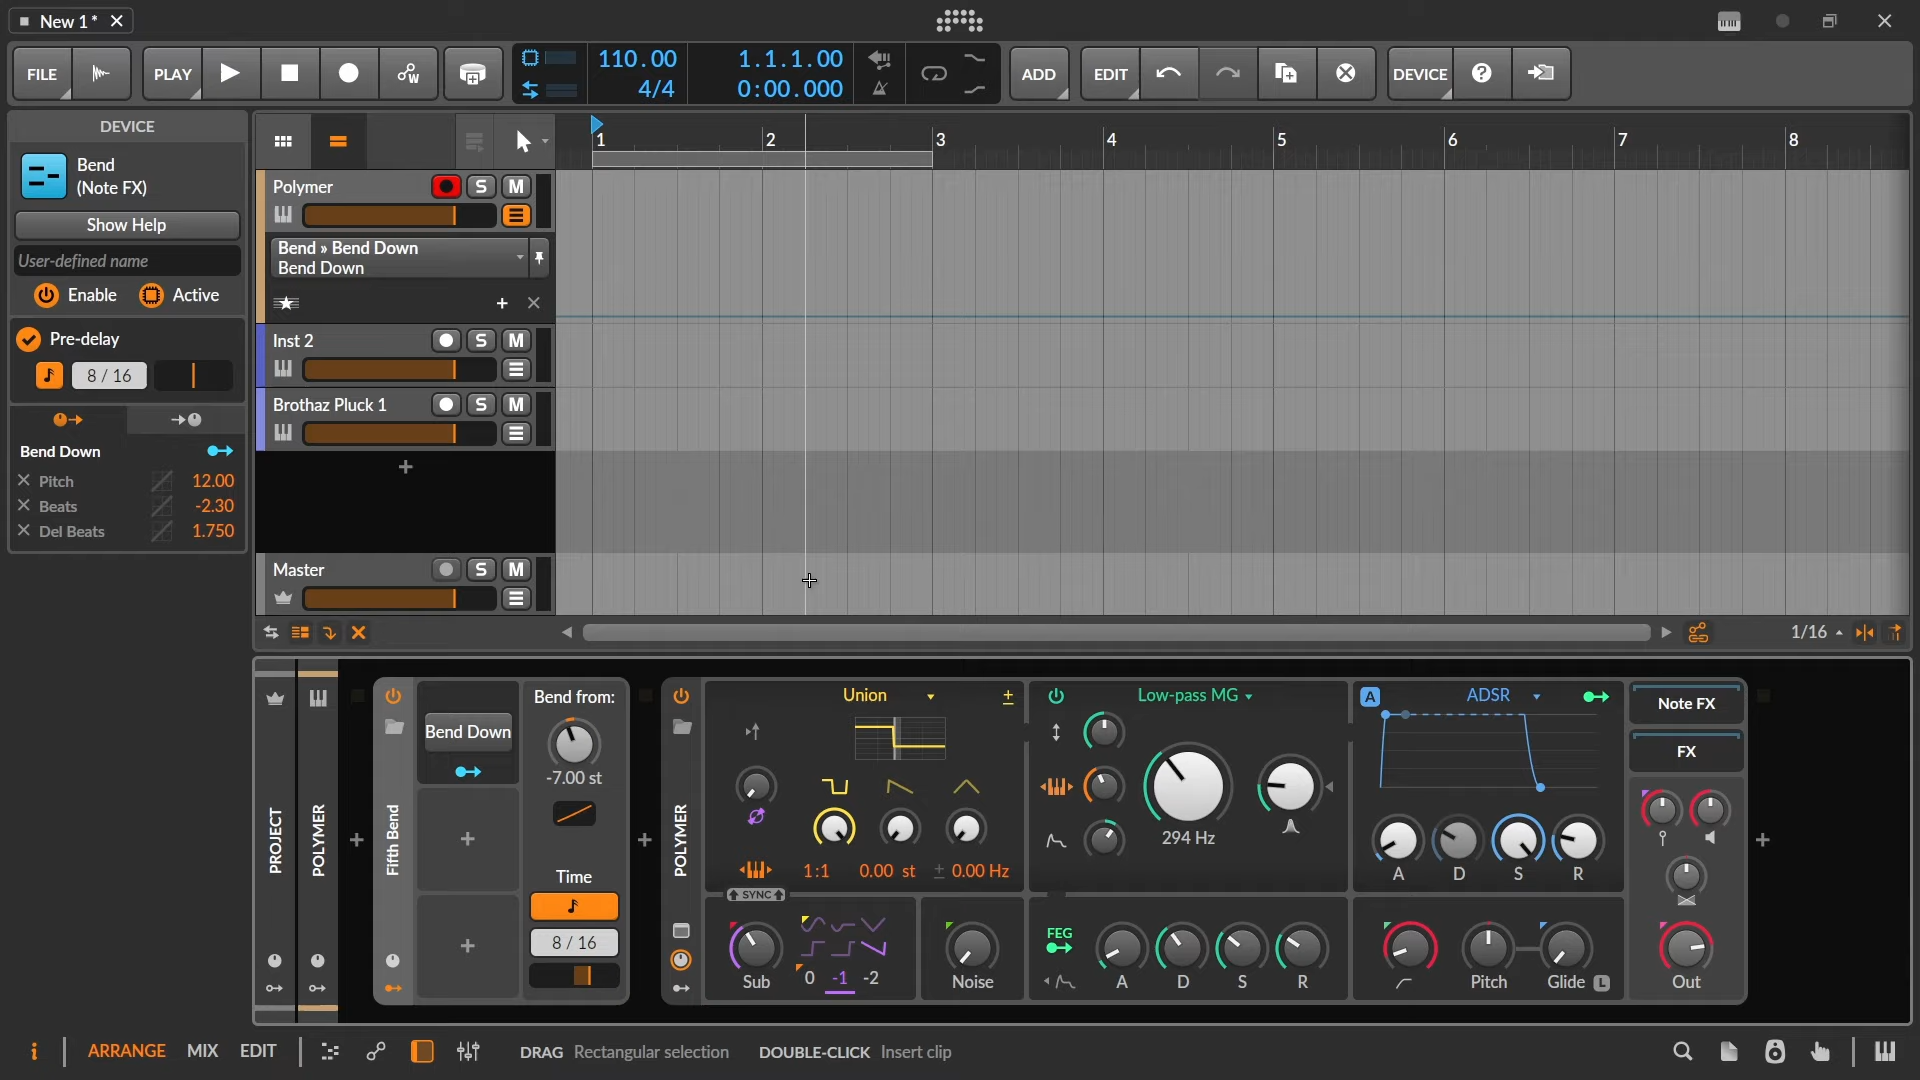 New 1 *
FILE
PLAY
110.00
4/4
1.1.1.00
0:00.000
ADD
EDIT
DEVICE
DEVICE
Bend
(Note FX)
Show Help
User-defined name
Enable
Active
Pre-delay
8 / 16
Bend Down
Pitch 12.00
Beats -2.30
Del Beats 1.750
1 2 3 4 5 6 7 8
Polymer
S M
Bend » Bend Down
Bend Down
Inst 2
S M
Brothaz Pluck 1
S M
Master
S M
1/16
PROJECT
POLYMER
Fifth Bend
Bend Down
Bend from:
-7.00 st
Time
8 / 16
POLYMER
Union
1:1 0.00 st ± 0.00 Hz
SYNC
Sub
0 -1 -2
Noise
Low-pass MG
294 Hz
FEG
A D S R
A
ADSR
A D S R
Pitch
Glide L
Note FX
FX
Out
i
ARRANGE MIX EDIT
DRAG Rectangular selection DOUBLE-CLICK Insert clip